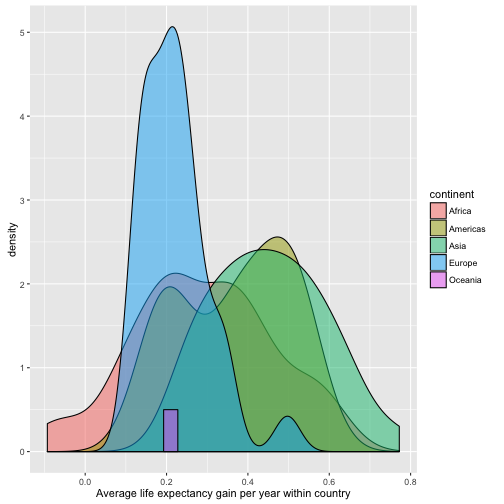 5
4
3
2
1
0
density
0.0 0.2 0.4 0.6 0.8
Average life expectancy gain per year within country
continent
Africa
Americas
Asia
Europe
Oceania